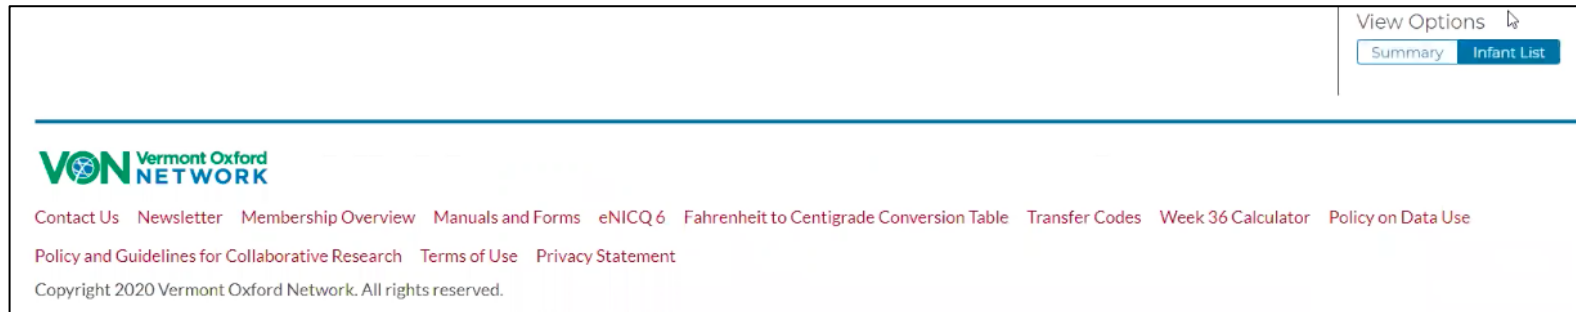 View Options
Summary Infant List
VON Vermont Oxford
NETWORK
Contact Us Newsletter Membership Overview Manuals and Forms eNICQ 6 Fahrenheit to Centigrade Conversion Table Transfer Codes Week 36 Calculator Policy on Data Use
Policy and Guidelines for Collaborative Research Terms of Use Privacy Statement
Copyright 2020 Vermont Oxford Network. All rights reserved.